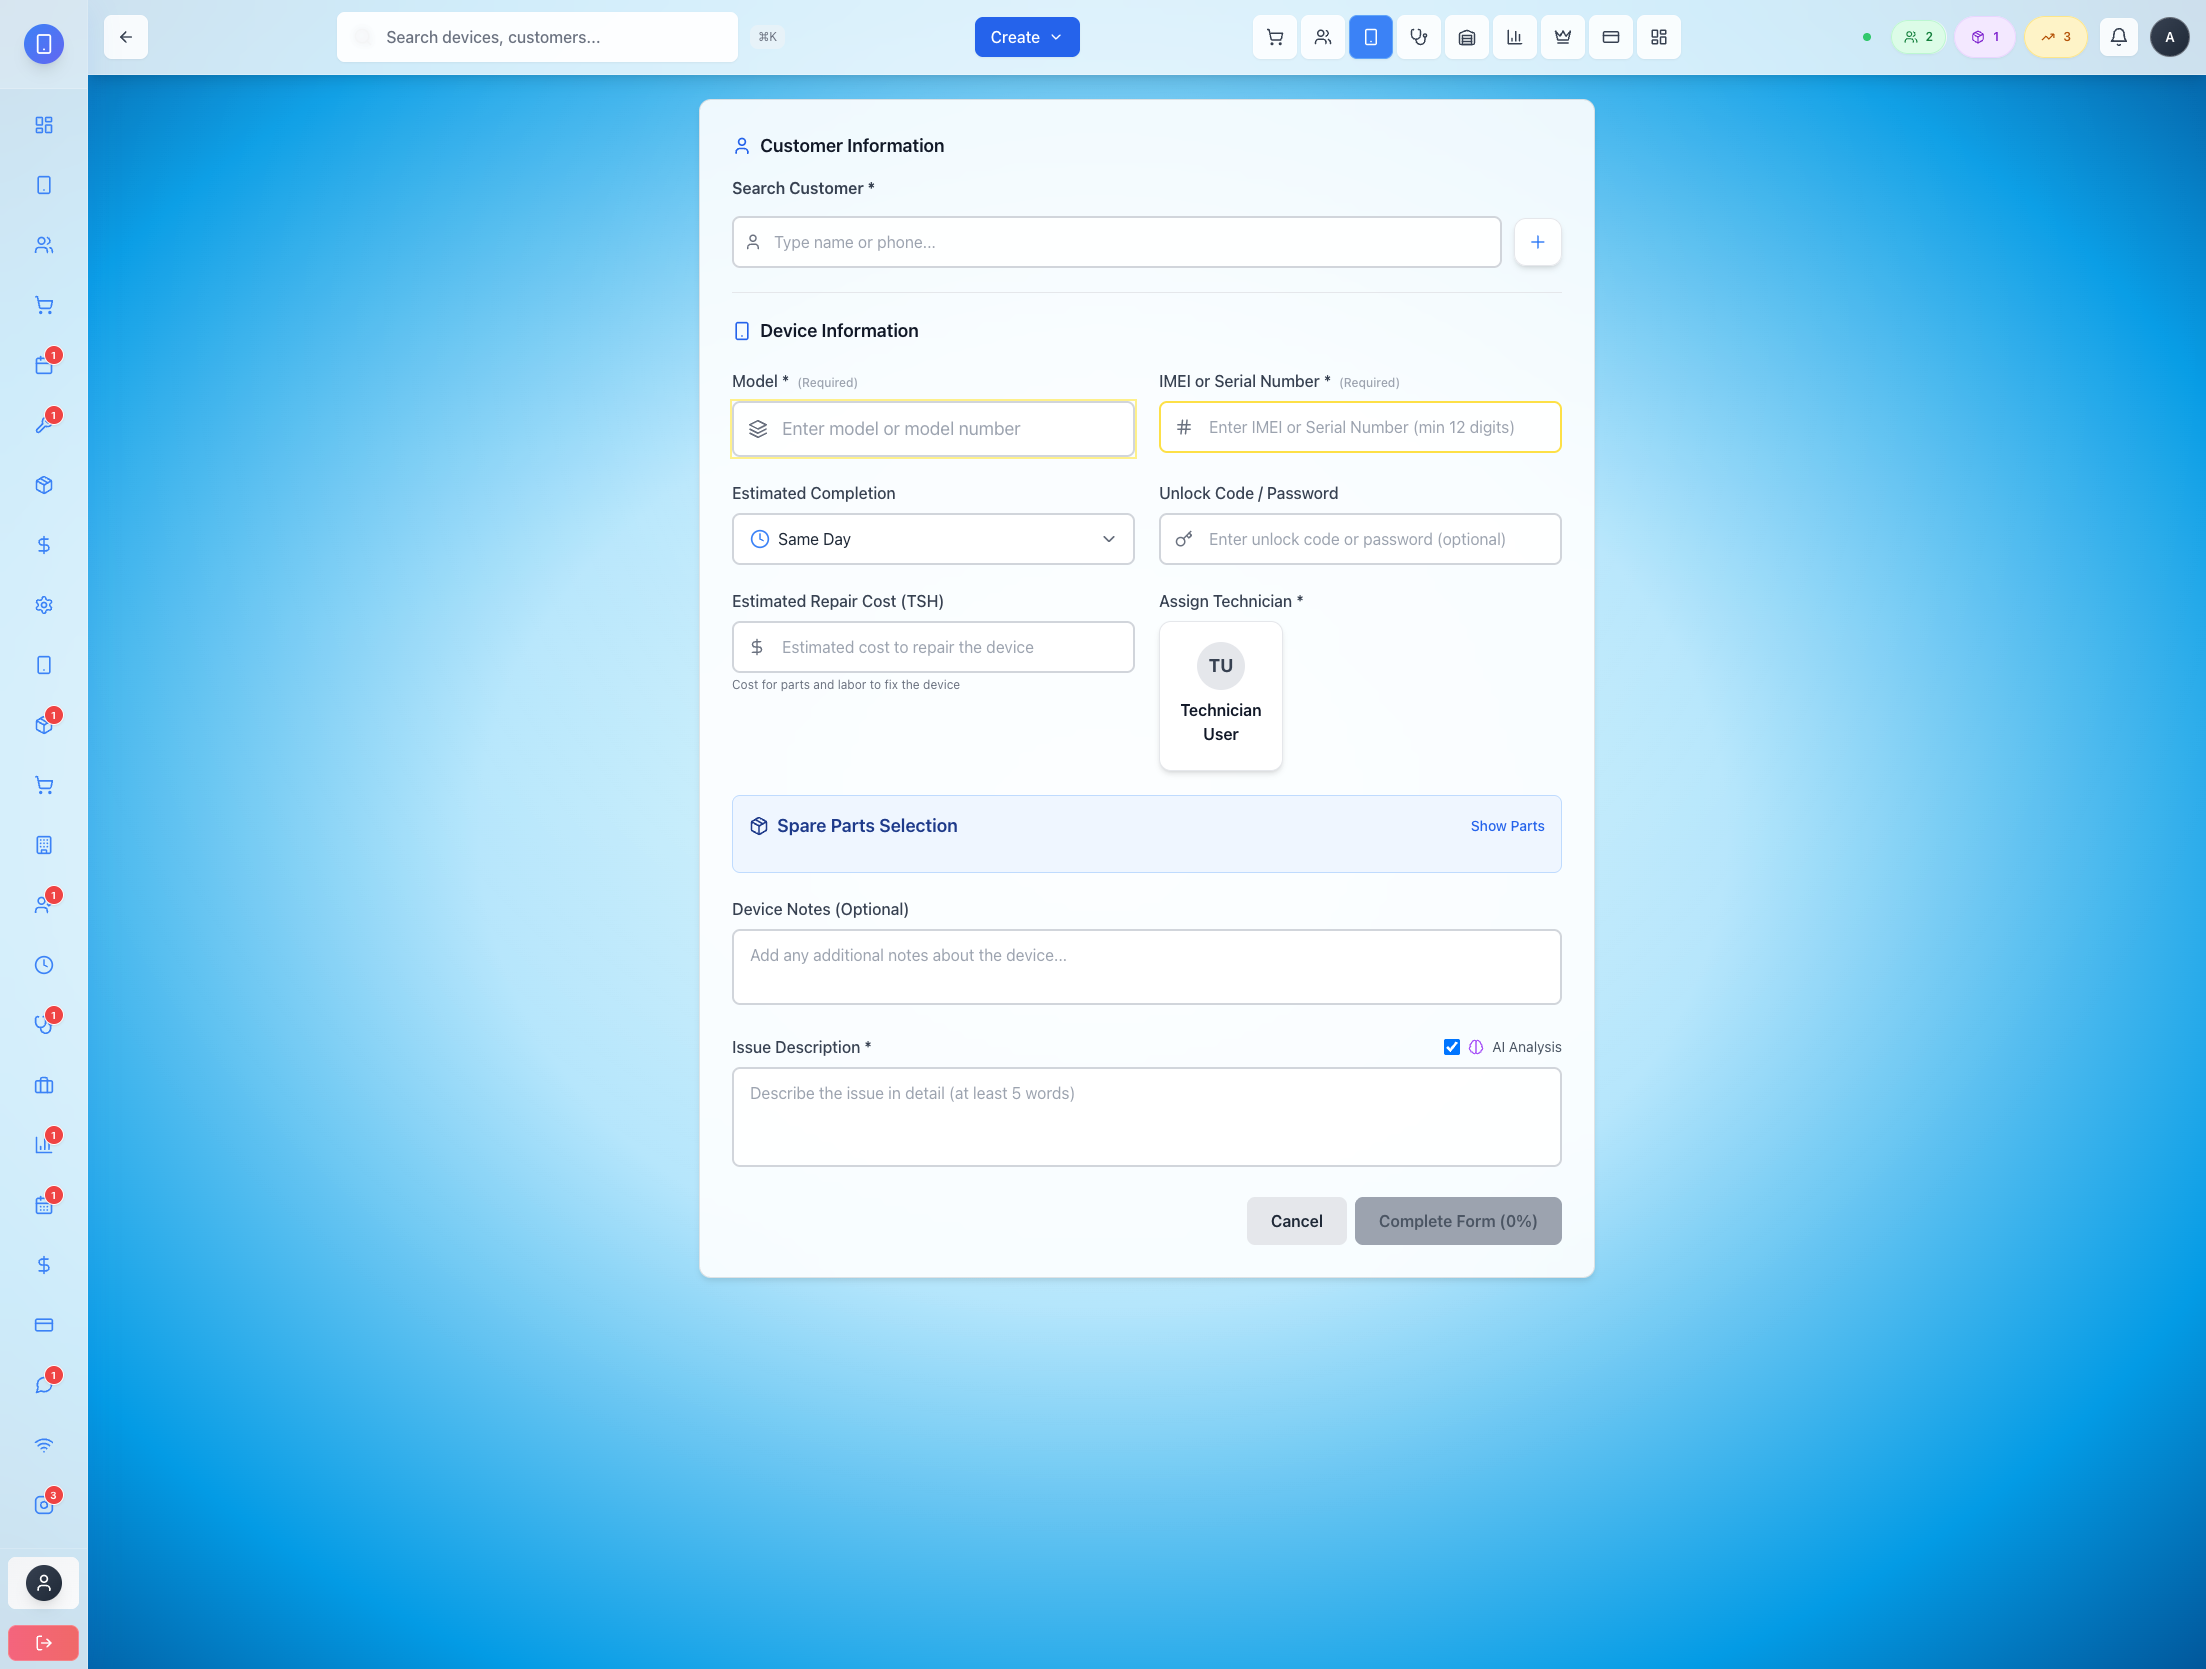 Search devices, customers...
⌘K
Create
2
1
3
A
Customer Information
Search Customer *
Type name or phone...
Device Information
Model * (Required)
IMEI or Serial Number * (Required)
Enter model or model number
Enter IMEI or Serial Number (min 12 digits)
Estimated Completion
Unlock Code / Password
Same Day
Enter unlock code or password (optional)
Estimated Repair Cost (TSH)
Assign Technician *
Estimated cost to repair the device
Cost for parts and labor to fix the device
TU
Technician
User
Spare Parts Selection
Show Parts
Device Notes (Optional)
Add any additional notes about the device...
Issue Description *
AI Analysis
Describe the issue in detail (at least 5 words)
Cancel
Complete Form (0%)
1
1
1
1
1
1
1
1
3